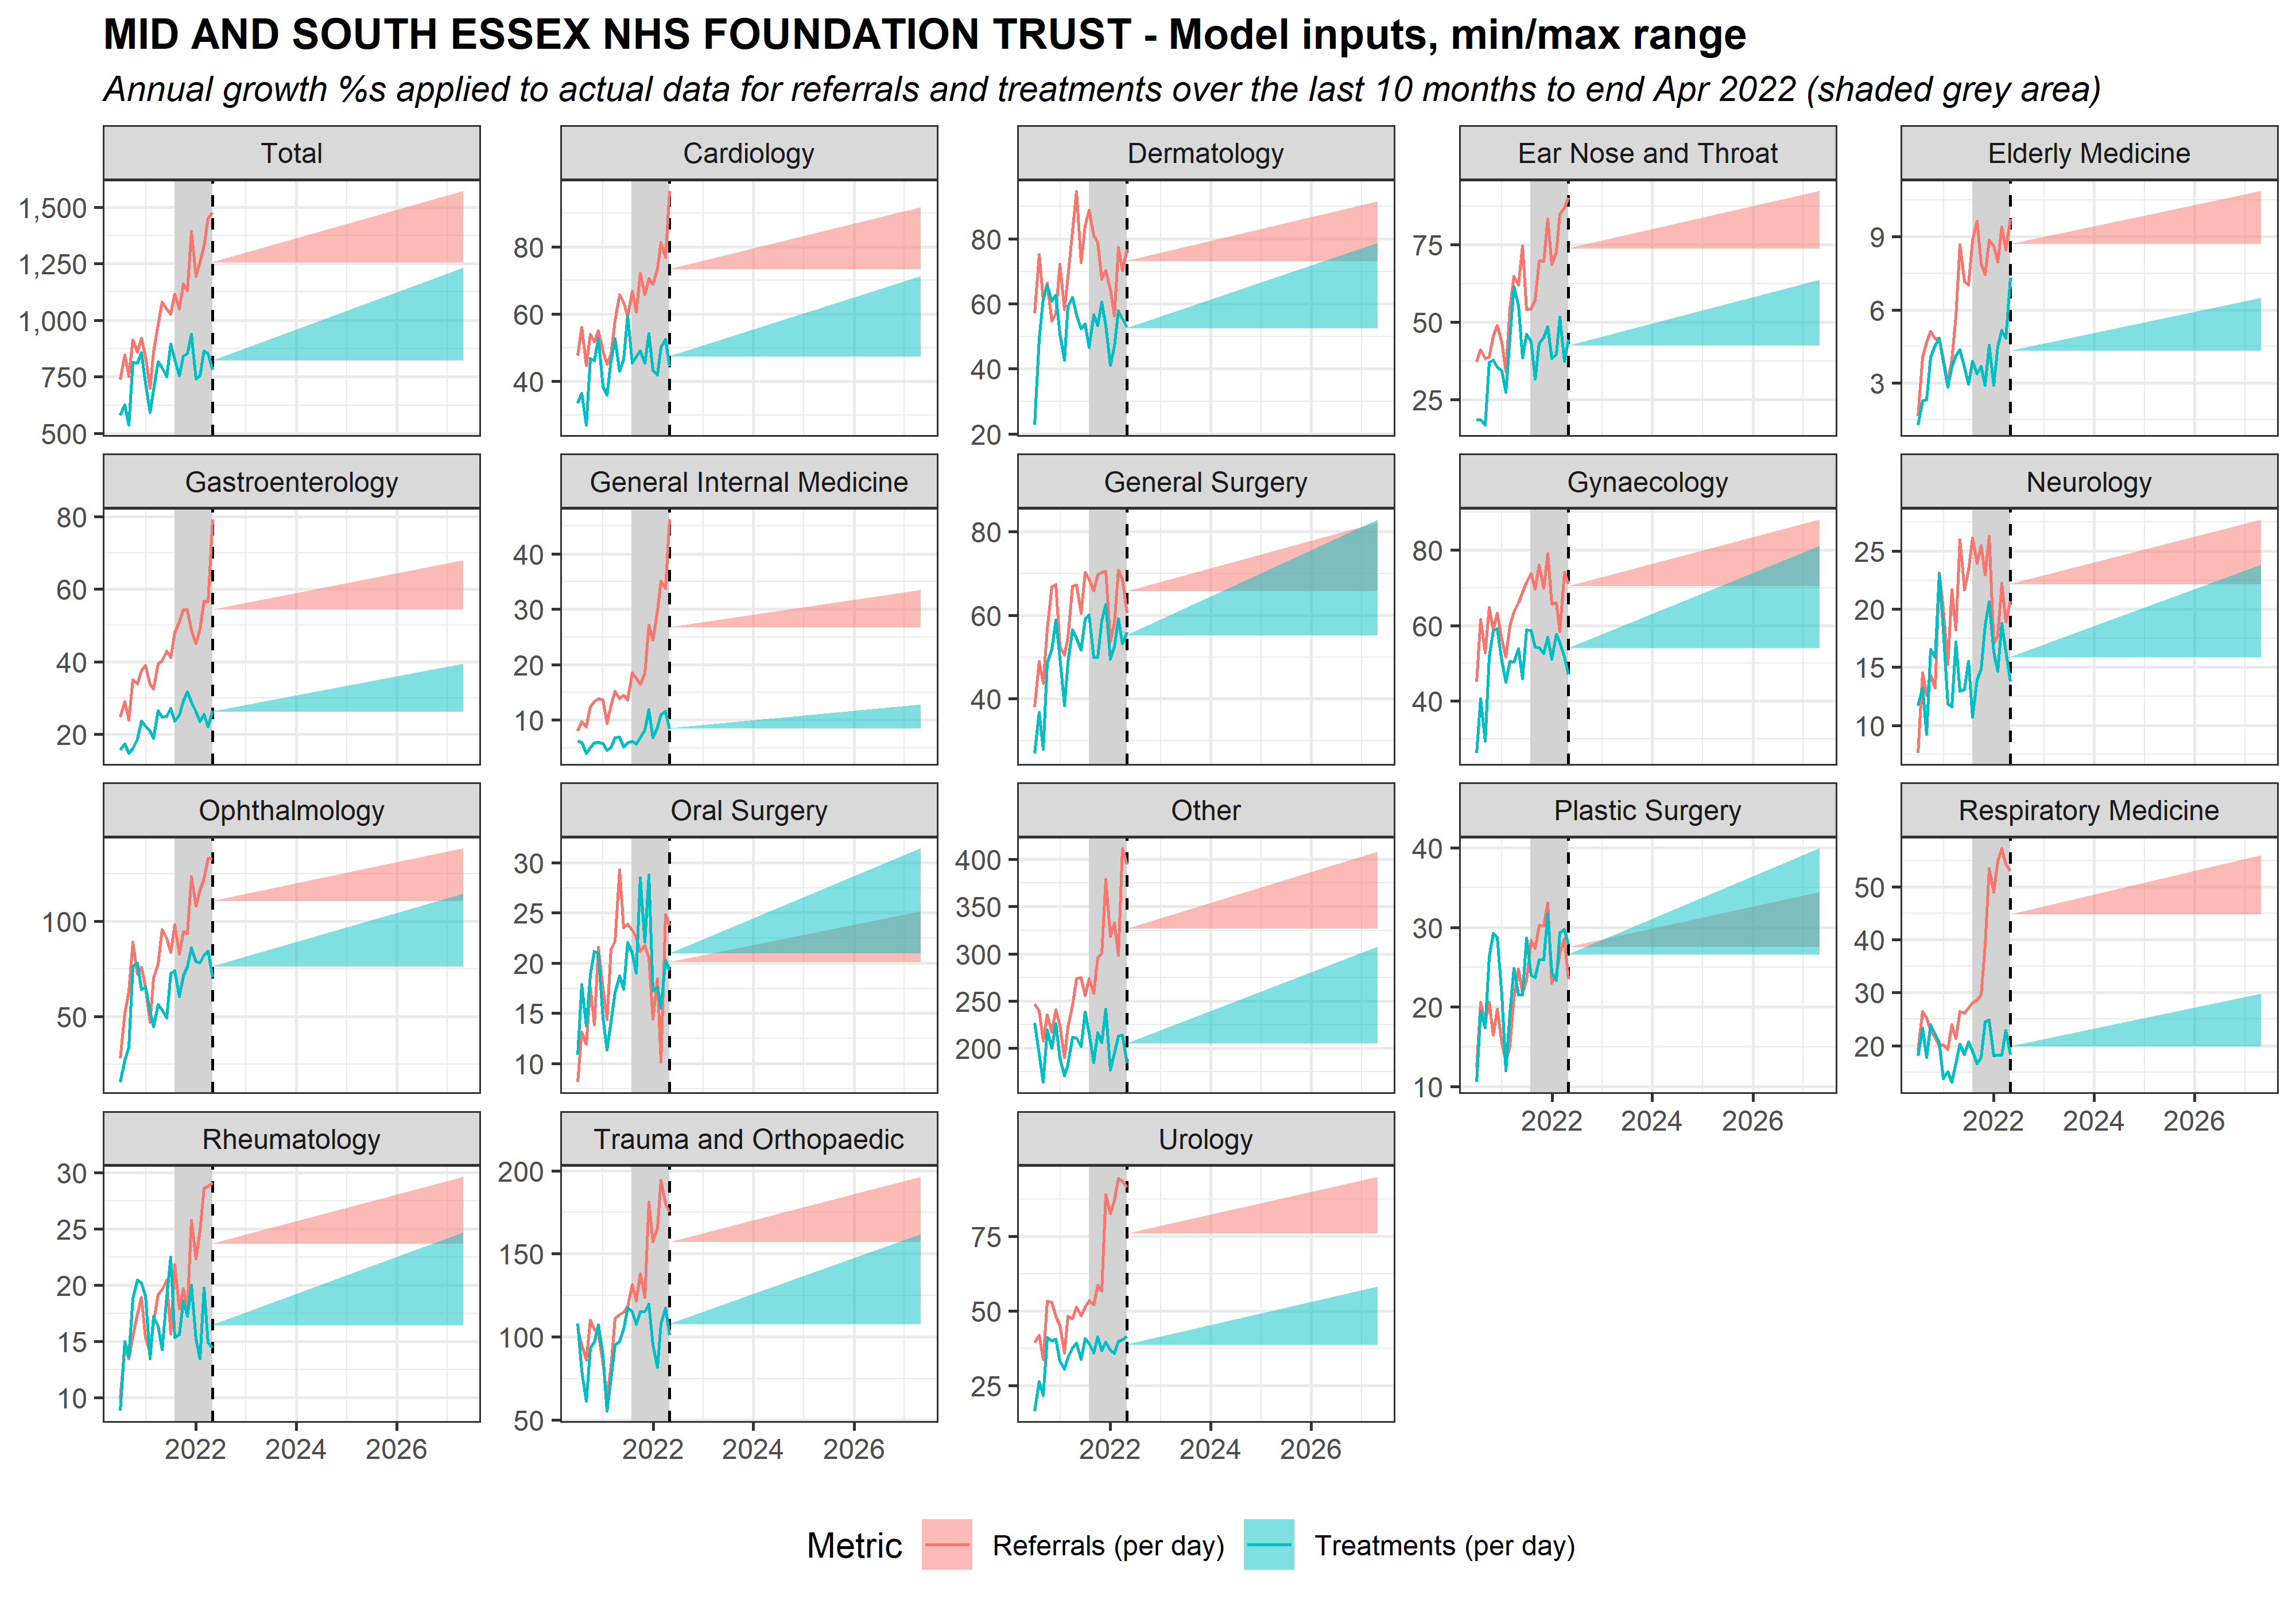 MID AND SOUTH ESSEX NHS FOUNDATION TRUST - Model inputs, min/max range
Annual growth %s applied to actual data for referrals and treatments over the last 10 months to end Apr 2022 (shaded grey area)
Total
1,500
1,250
1,000
750
500
Cardiology
80
60
40
Dermatology
80
60
40
20
Ear Nose and Throat
75
50
25
Elderly Medicine
9
6
3
Gastroenterology
80
60
40
20
General Internal Medicine
40
30
20
10
General Surgery
80
60
40
Gynaecology
80
60
40
Neurology
25
20
15
10
Ophthalmology
100
50
Oral Surgery
30
25
20
15
10
Other
400
350
300
250
200
Plastic Surgery
40
30
20
10
2022 2024 2026
Respiratory Medicine
50
40
30
20
2022 2024 2026
Rheumatology
30
25
20
15
10
2022 2024 2026
Trauma and Orthopaedic
200
150
100
50
2022 2024 2026
Urology
75
50
25
2022 2024 2026
Metric Referrals (per day) Treatments (per day)